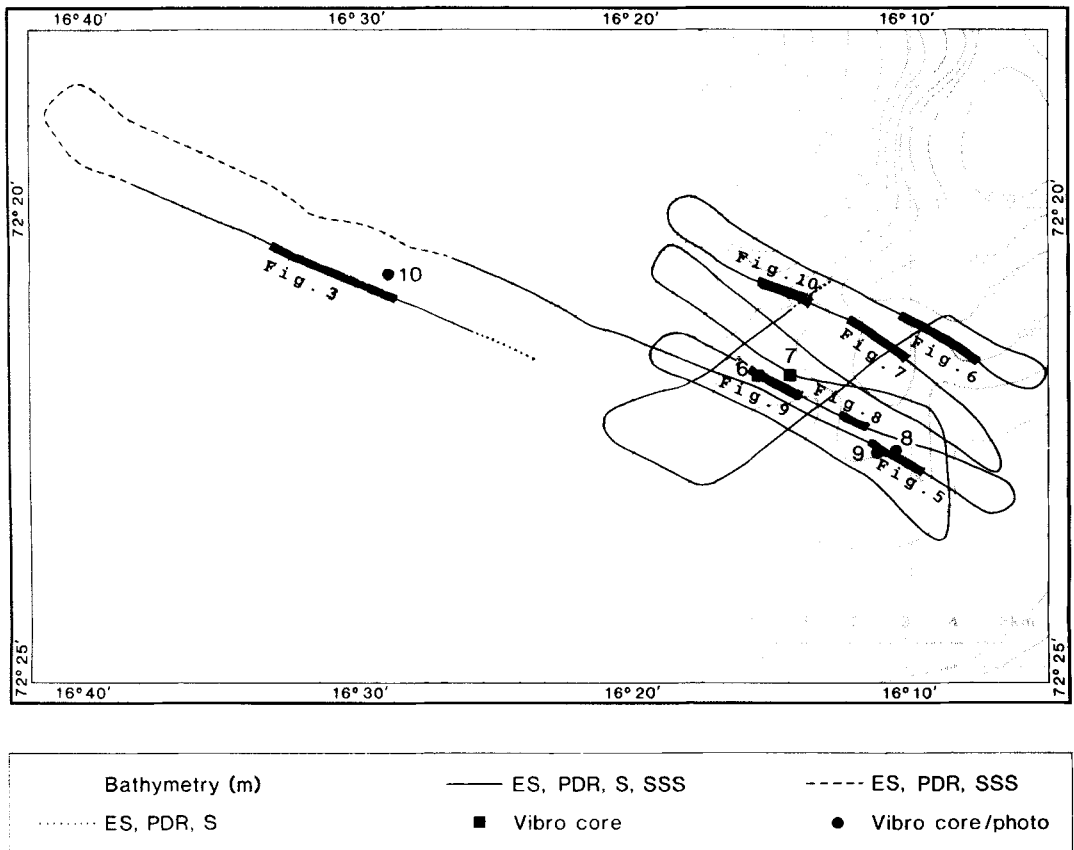 16° 40′ 16° 30′ 16° 20′ 16° 10′
72° 20′
72° 20′
10
Fig. 3
Fig. 10
Fig. 7
Fig. 6
6
7
Fig. 9
Fig. 8
8
9
Fig. 5
3 4 km
72° 25′
72° 25′
16° 40′ 16° 30′ 16° 20′ 16° 10′
Bathymetry (m) ES, PDR, S, SSS ES, PDR, SSS
ES, PDR, S Vibro core Vibro core/photo